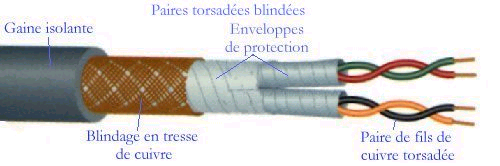 Paires torsadées blindées
Gaine isolante
Enveloppes
de protection
Blindage en tresse
de cuivre
Paire de fils de
cuivre torsadée